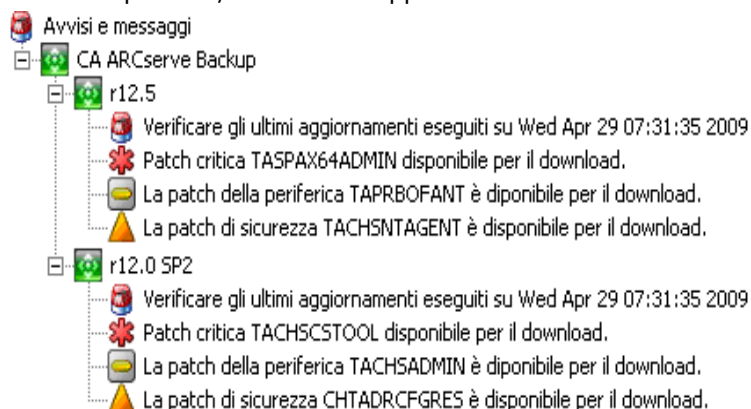 Avvisi e messaggi
CA ARCserve Backup
r12.5
Verificare gli ultimi aggiornamenti eseguiti su Wed Apr 29 07:31:35 2009
Patch critica TASPAX64ADMIN disponibile per il download.
La patch della periferica TAPRBOFANT è diponibile per il download.
La patch di sicurezza TACHSNTAGENT è disponibile per il download.
r12.0 SP2
Verificare gli ultimi aggiornamenti eseguiti su Wed Apr 29 07:31:35 2009
Patch critica TACHSCSTOOL disponibile per il download.
La patch della periferica TACHSADMIN è diponibile per il download.
La patch di sicurezza CHTADRCFGRES è disponibile per il download.